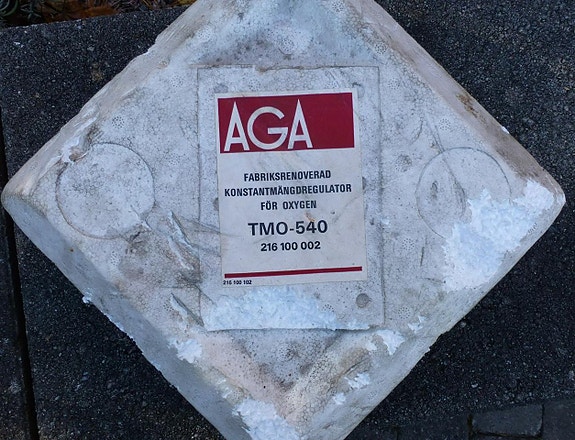 AGA
FABRIKSRENOVERAD
KONSTANTMÄNGDREGULATOR
FÖR OXYGEN
TMO-540
216 100 002
216 100 102